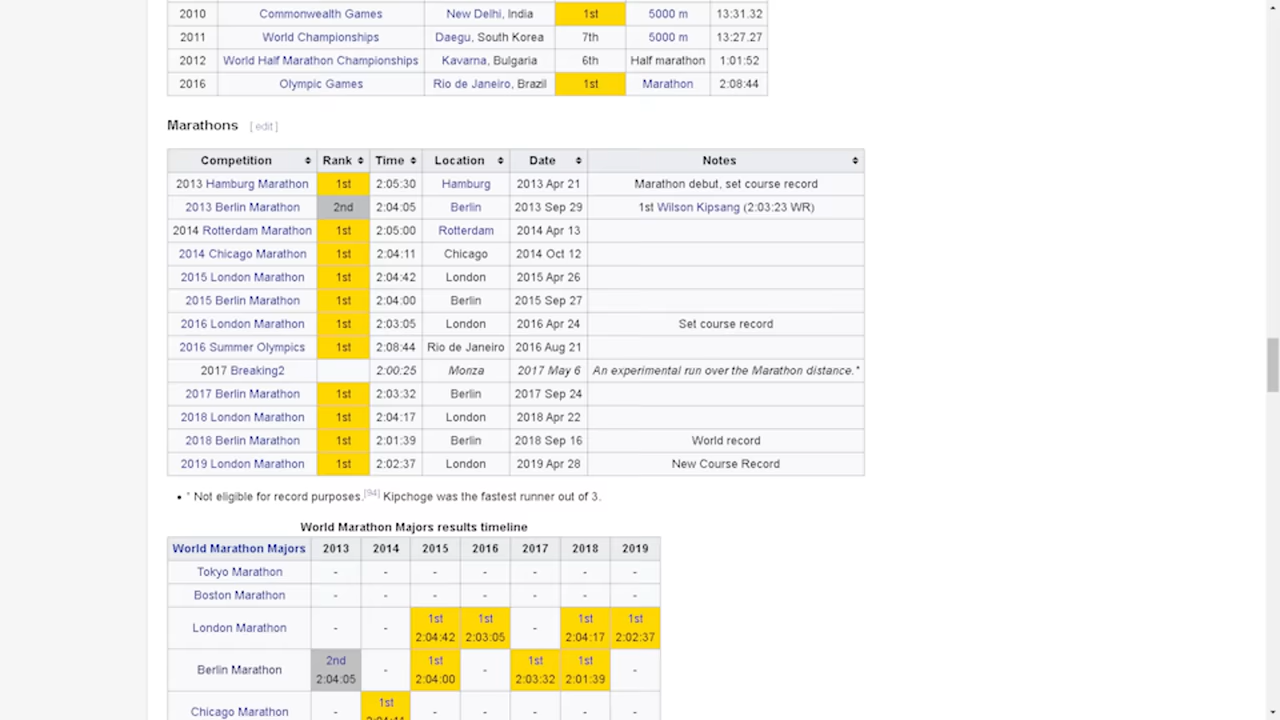 2010 Commonwealth Games New Delhi, India 1st 5000 m 13:31.32
2011 World Championships Daegu, South Korea 7th 5000 m 13:27.27
2012 World Half Marathon Championships Kavarna, Bulgaria 6th Half marathon 1:01:52
2016 Olympic Games Rio de Janeiro, Brazil 1st Marathon 2:08:44
Marathons [ edit ]
Competition Rank Time Location Date Notes
2013 Hamburg Marathon 1st 2:05:30 Hamburg 2013 Apr 21 Marathon debut, set course record
2013 Berlin Marathon 2nd 2:04:05 Berlin 2013 Sep 29 1st Wilson Kipsang (2:03:23 WR)
2014 Rotterdam Marathon 1st 2:05:00 Rotterdam 2014 Apr 13
2014 Chicago Marathon 1st 2:04:11 Chicago 2014 Oct 12
2015 London Marathon 1st 2:04:42 London 2015 Apr 26
2015 Berlin Marathon 1st 2:04:00 Berlin 2015 Sep 27
2016 London Marathon 1st 2:03:05 London 2016 Apr 24 Set course record
2016 Summer Olympics 1st 2:08:44 Rio de Janeiro 2016 Aug 21
2017 Breaking2 2:00:25 Monza 2017 May 6 An experimental run over the Marathon distance.*
2017 Berlin Marathon 1st 2:03:32 Berlin 2017 Sep 24
2018 London Marathon 1st 2:04:17 London 2018 Apr 22
2018 Berlin Marathon 1st 2:01:39 Berlin 2018 Sep 16 World record
2019 London Marathon 1st 2:02:37 London 2019 Apr 28 New Course Record
• * Not eligible for record purposes.[94] Kipchoge was the fastest runner out of 3.
World Marathon Majors results timeline
World Marathon Majors 2013 2014 2015 2016 2017 2018 2019
Tokyo Marathon - - - - - - -
Boston Marathon - - - - - - -
London Marathon - - 1st 2:04:42 1st 2:03:05 - 1st 2:04:17 1st 2:02:37
Berlin Marathon 2nd 2:04:05 - 1st 2:04:00 - 1st 2:03:32 1st 2:01:39 -
Chicago Marathon - 1st - - - - -